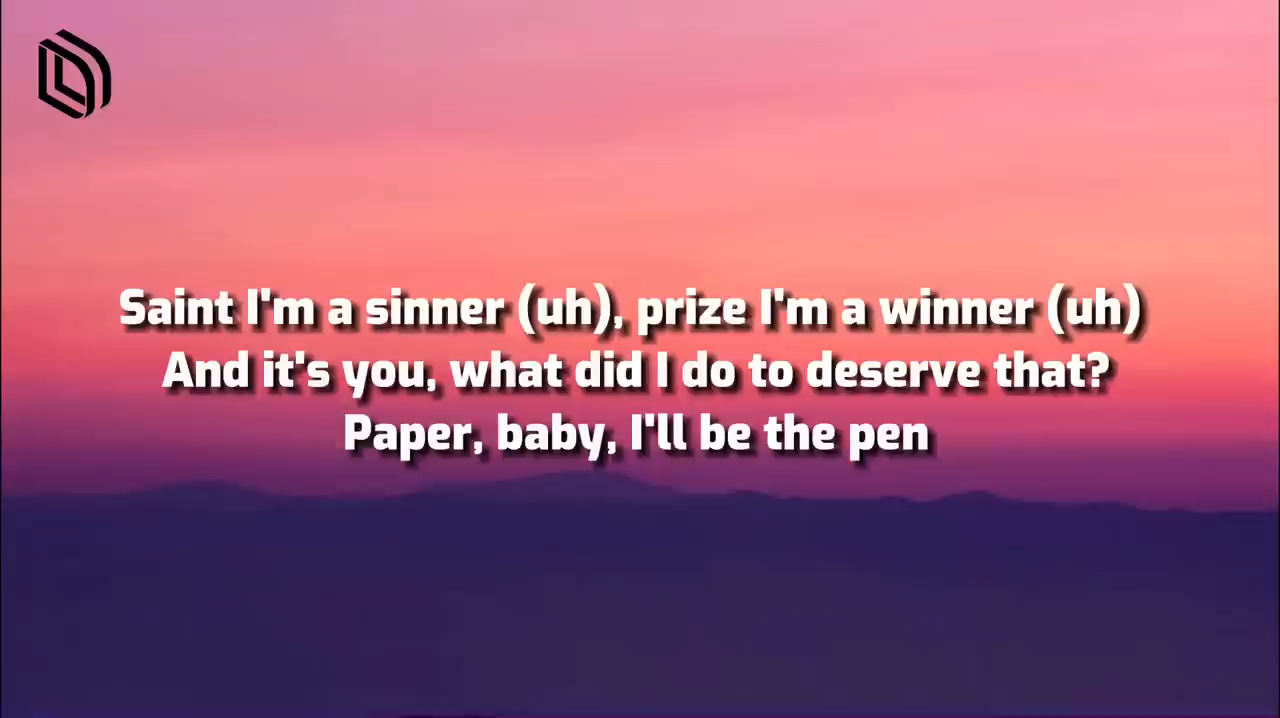 Saint I'm a sinner (uh), prize I'm a winner (uh)
And it's you, what did I do to deserve that?
Paper, baby, I'll be the pen